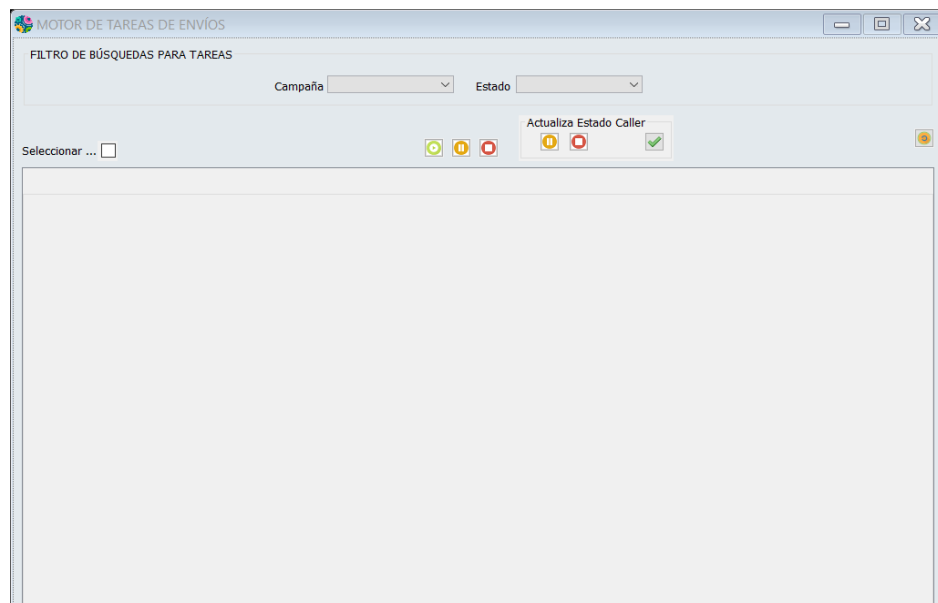 MOTOR DE TAREAS DE ENVÍOS
FILTRO DE BÚSQUEDAS PARA TAREAS
Campaña
Estado
Actualiza Estado Caller
Seleccionar ...